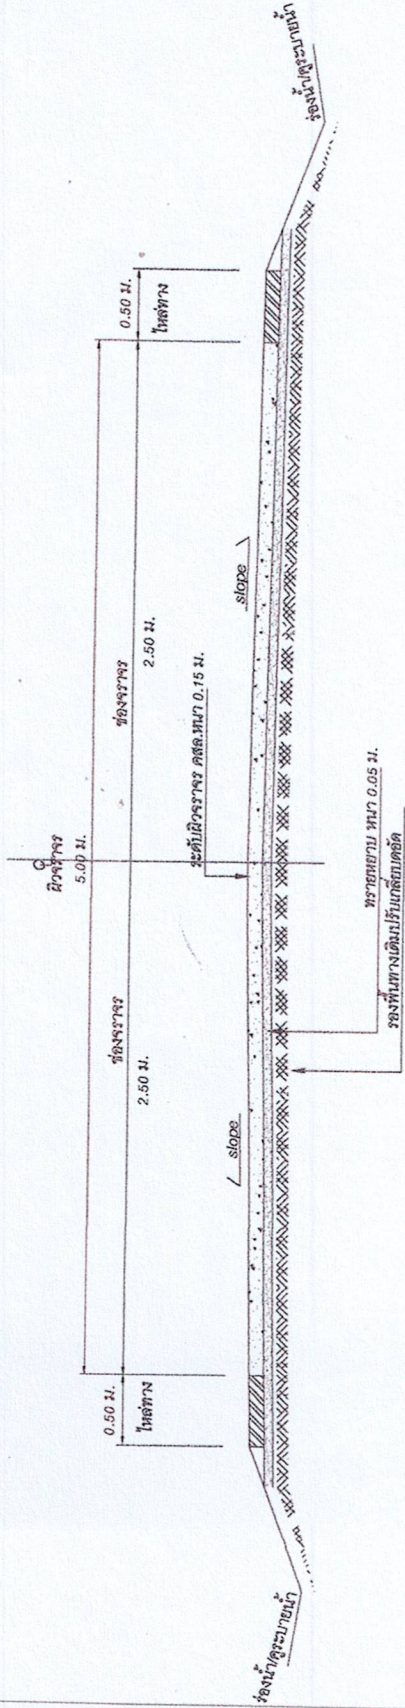 ผิวจราจร
5.00 ม.
0.50 ม.
ไหล่ทาง
ช่องจราจร
2.50 ม.
ช่องจราจร
2.50 ม.
0.50 ม.
ไหล่ทาง
slope
ระดับผิวจราจร คสล.หนา 0.15 ม.
slope
ร่องน้ำ/คูระบายน้ำ
ร่องน้ำ/คูระบายน้ำ
ทรายหยาบ หนา 0.05 ม.
รองพื้นทางเดิมปรับเกลี่ยบดอัด